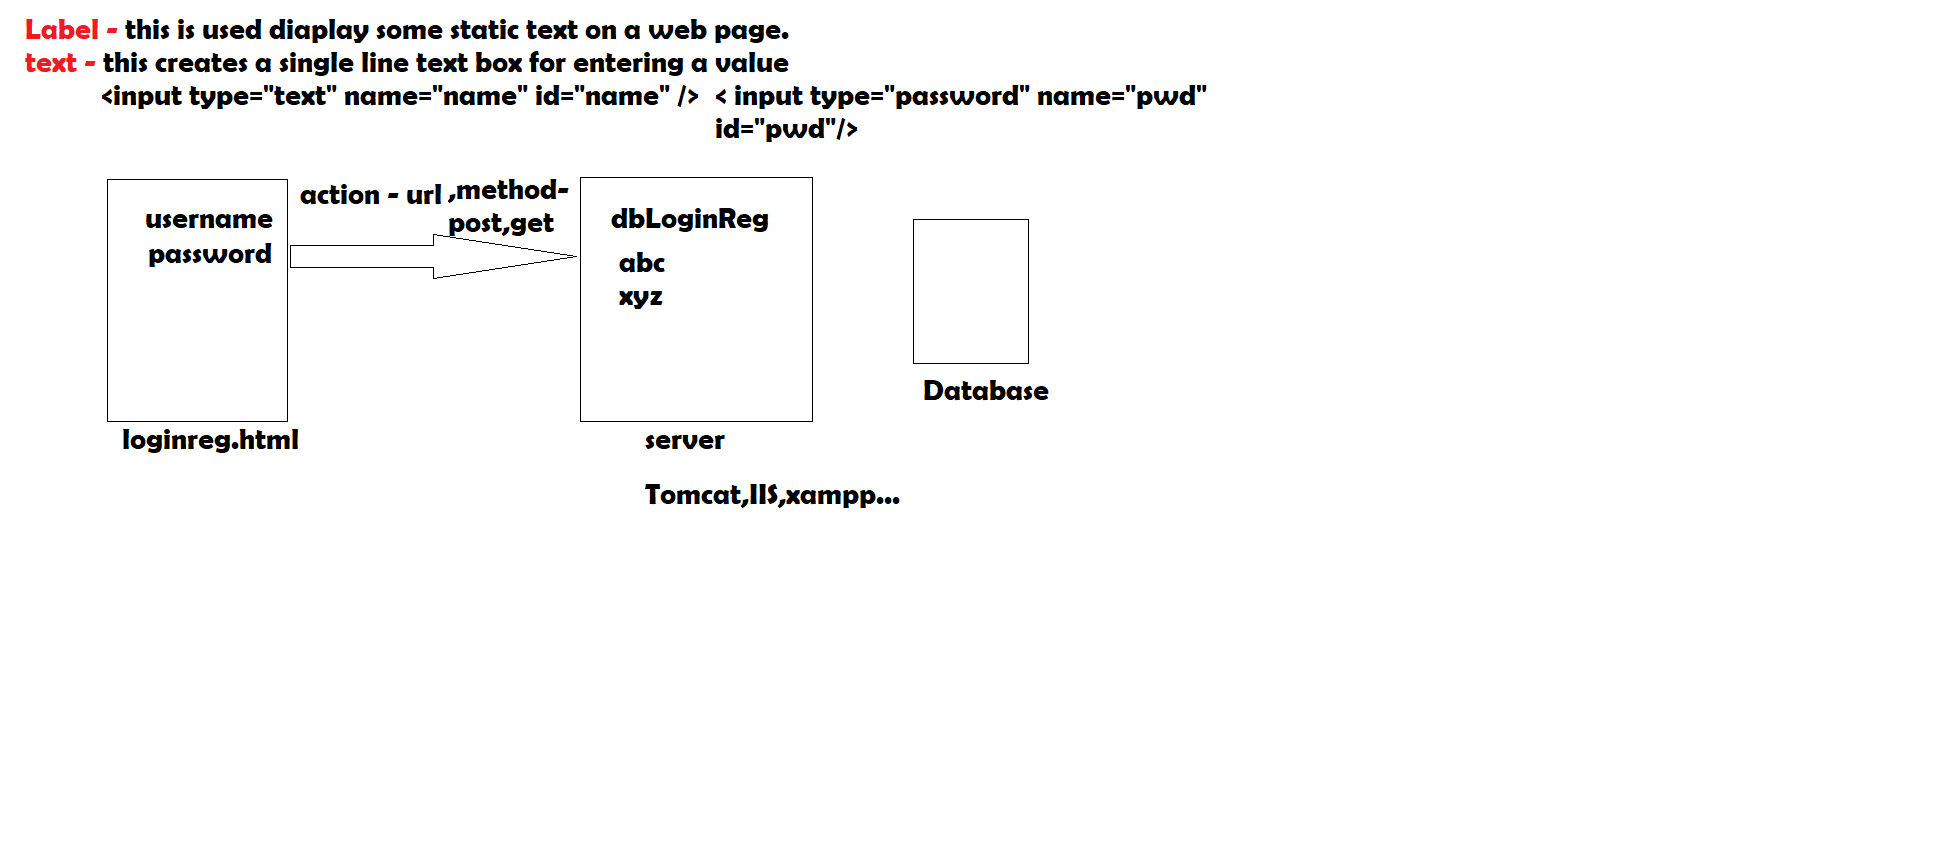 Label - this is used diaplay some static text on a web page.
text - this creates a single line text box for entering a value
<input type="text" name="name" id="name" /> < input type="password" name="pwd"
id="pwd"/>
action - url ,method-
post,get
username
password
dbLoginReg
abc
xyz
Database
loginreg.html
server
Tomcat,IIS,xampp...